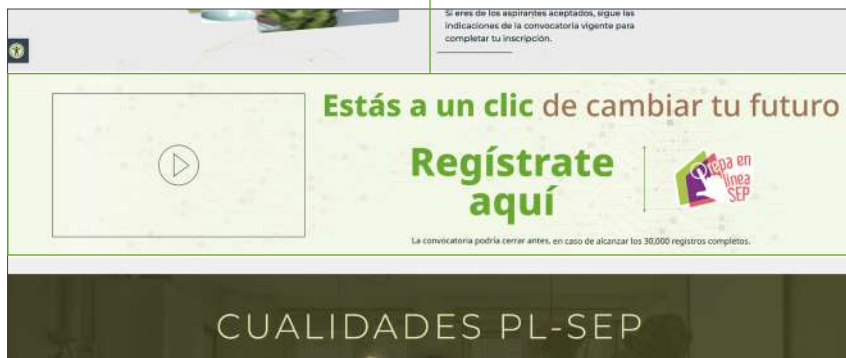 Si eres de los aspirantes aceptados, sigue las
indicaciones de la convocatoria vigente para
completar tu inscripción.
Estás a un clic de cambiar tu futuro
Regístrate
aquí
Prepa en
línea
SEP
La convocatoria podría cerrar antes, en caso de alcanzar los 30,000 registros completos.
CUALIDADES PL-SEP